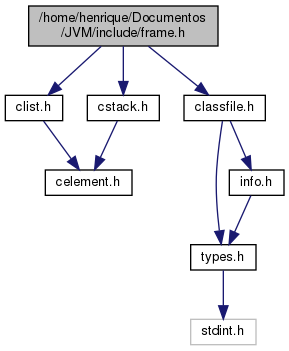 /home/henrique/Documentos
/JVM/include/frame.h
clist.h
cstack.h
classfile.h
celement.h
info.h
types.h
stdint.h